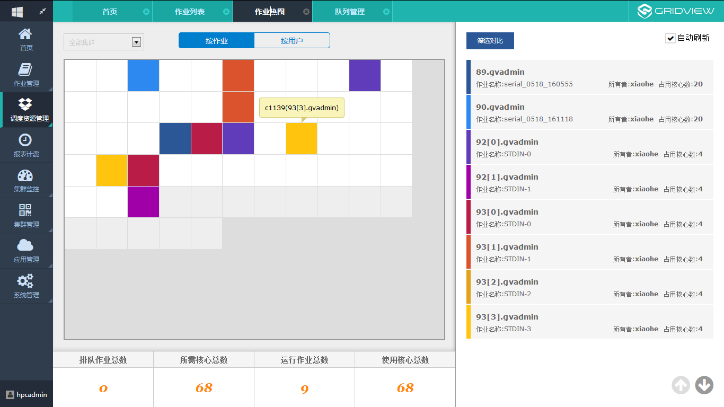 首页
作业列表
作业热图
队列管理
GRIDVIEW
首页
作业管理
调度资源管理
报表计费
集群监控
集群管理
应用管理
系统管理
hpcadmin
全部集群
按作业
按用户
c1139(93[3].gvadmin)
排队作业总数
所需核心总数
运行作业总数
使用核心总数
0
68
9
68
自动刷新
89.gvadmin
作业名称:serial_0518_160555 所有者:xiaohe 占用核心数:20
90.gvadmin
作业名称:serial_0518_161118 所有者:xiaohe 占用核心数:20
92[0].gvadmin
作业名称:STDIN-0 所有者:xiaohe 占用核心数:4
92[1].gvadmin
作业名称:STDIN-1 所有者:xiaohe 占用核心数:4
93[0].gvadmin
作业名称:STDIN-0 所有者:xiaohe 占用核心数:4
93[1].gvadmin
作业名称:STDIN-1 所有者:xiaohe 占用核心数:4
93[2].gvadmin
作业名称:STDIN-2 所有者:xiaohe 占用核心数:4
93[3].gvadmin
作业名称:STDIN-3 所有者:xiaohe 占用核心数:4